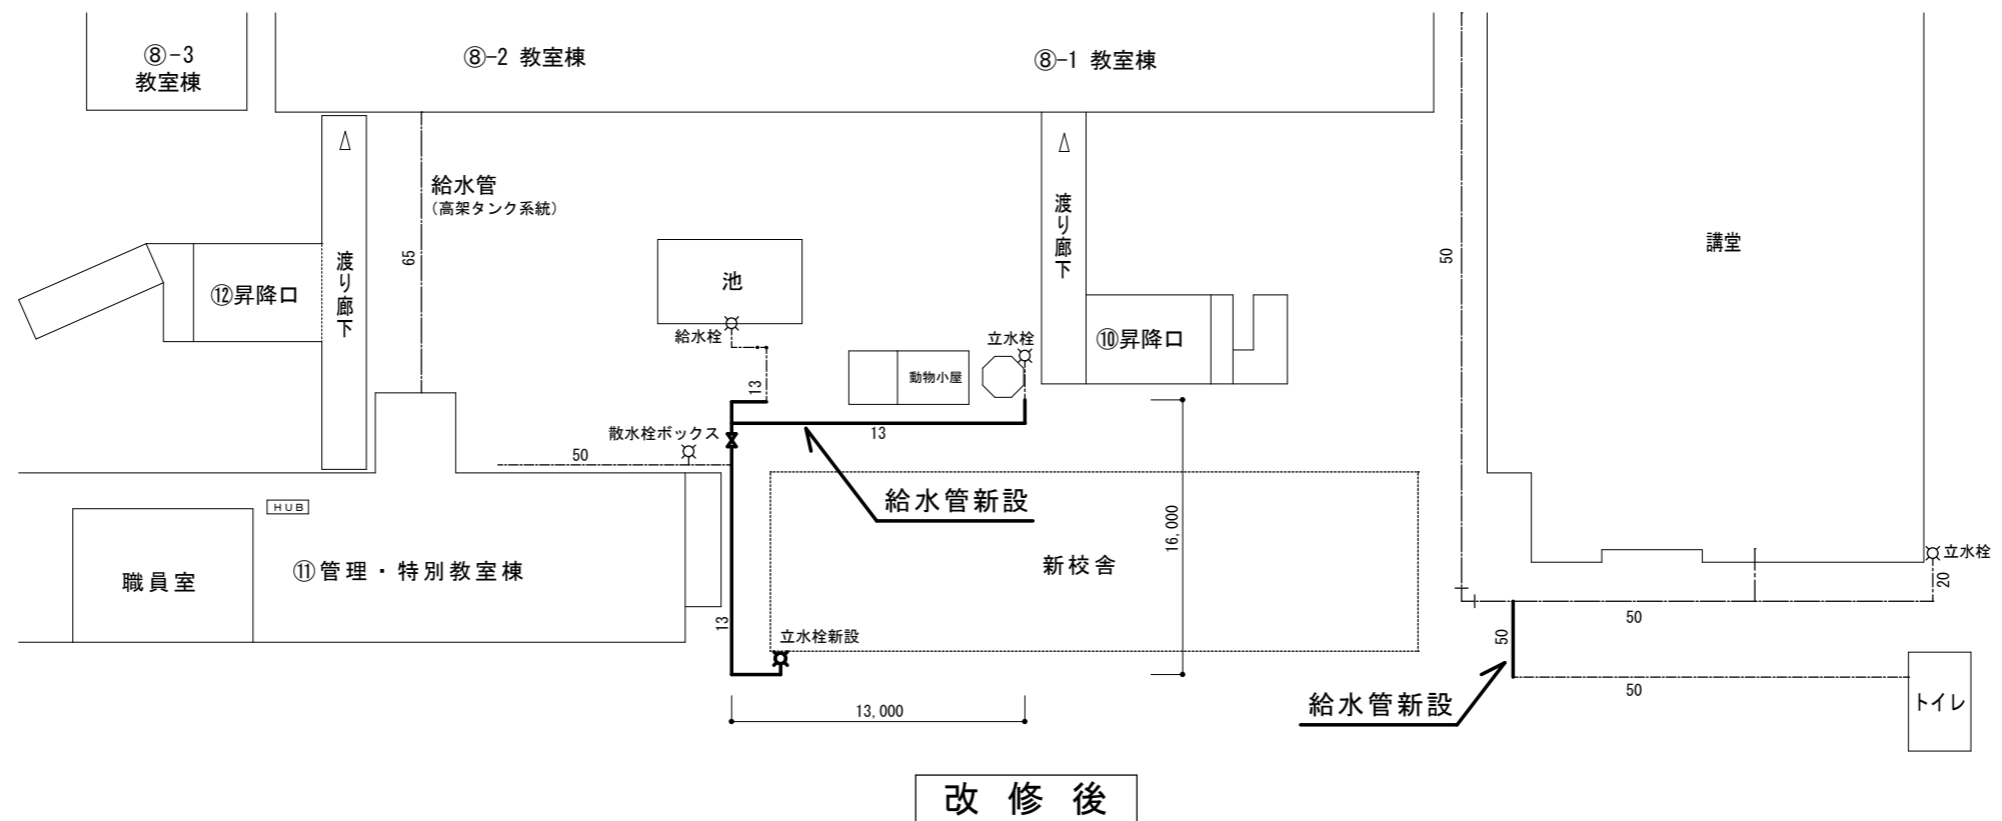 ⑧-3
教室棟
⑧-2 教室棟
⑧-1 教室棟
給水管
(高架タンク系統)
65
渡り廊下
⑫昇降口
池
給水栓
13
動物小屋
立水栓
渡り廊下
⑩昇降口
50
講堂
散水栓ボックス
50
13
給水管新設
16,000
HUB
職員室
⑪管理・特別教室棟
新校舎
13
立水栓新設
13,000
立水栓
20
50
50
50
給水管新設
トイレ
改修後